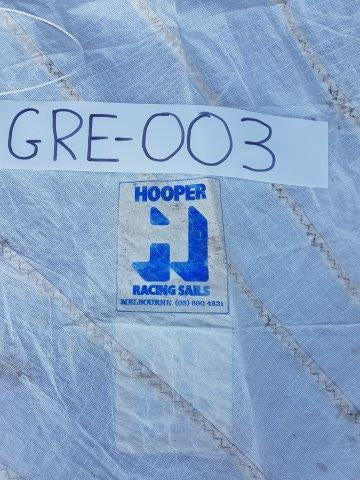 GRE-003
HOOPER
H
RACING SAILS
MELBOURNE (03) 690 4831